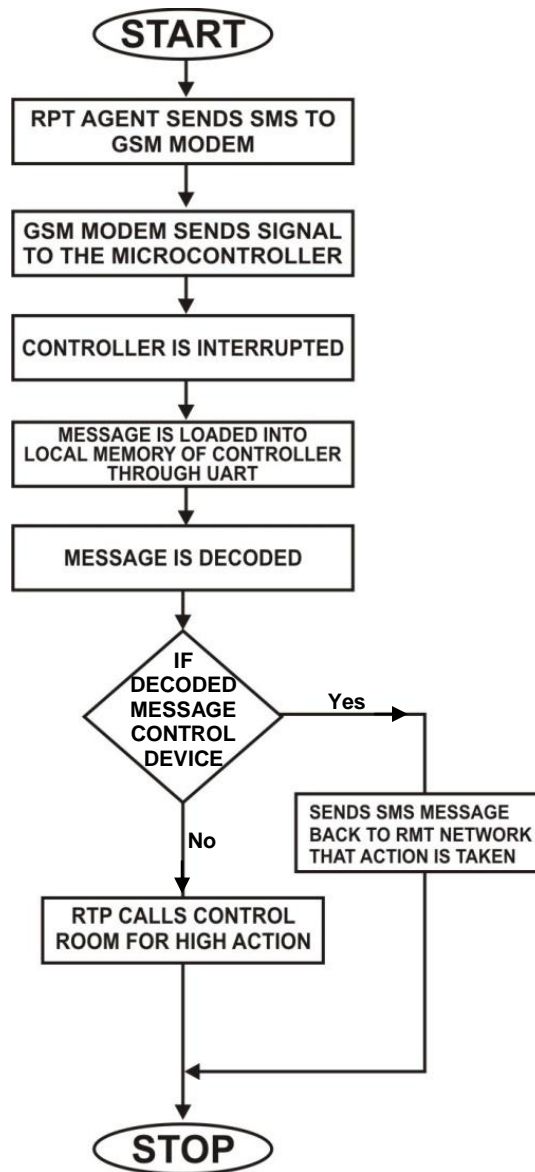 START
RPT AGENT SENDS SMS TO
GSM MODEM
GSM MODEM SENDS SIGNAL
TO THE MICROCONTROLLER
CONTROLLER IS INTERRUPTED
MESSAGE IS LOADED INTO
LOCAL MEMORY OF CONTROLLER
THROUGH UART
MESSAGE IS DECODED
IF
DECODED
MESSAGE
CONTROL
DEVICE
Yes
SENDS SMS MESSAGE
BACK TO RMT NETWORK
THAT ACTION IS TAKEN
No
RTP CALLS CONTROL
ROOM FOR HIGH ACTION
STOP